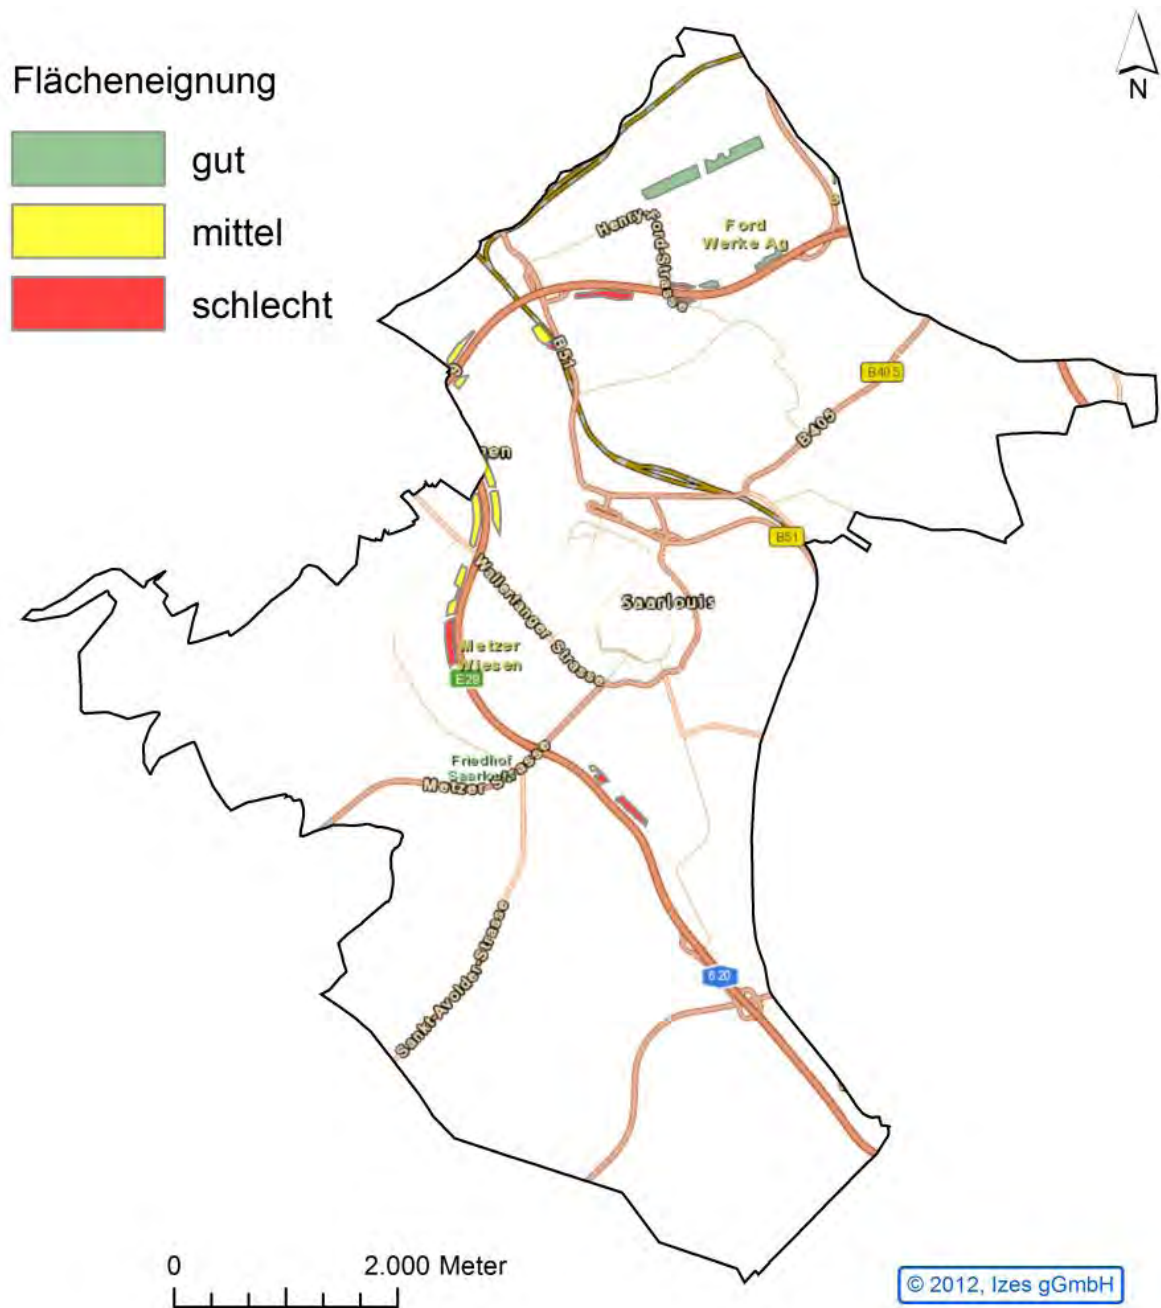 Flächeneignung
gut
mittel
schlecht
N
Henry-Ford-Strasse
Ford
Werke Ag
B51
B405
B405
en
B51
Wallerfanger Strasse
Saarlouis
Metzer
Wiesen
E29
Friedhof
Metzer Strasse
Sankt-Avolder-Strasse
620
0
2.000 Meter
© 2012, Izes gGmbH